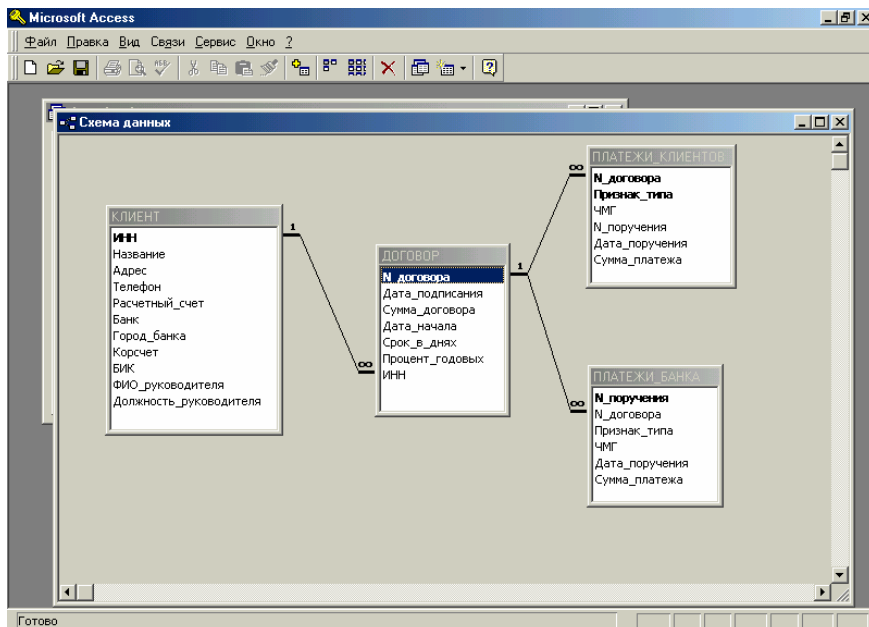 Microsoft Access
Файл Правка Вид Связи Сервис Окно ?
Схема данных
КЛИЕНТ
ИНН
Название
Адрес
Телефон
Расчетный_счет
Банк
Город_банка
Корсчет
БИК
ФИО_руководителя
Должность_руководителя
1
∞
ДОГОВОР
N_договора
Дата_подписания
Сумма_договора
Дата_начала
Срок_в_днях
Процент_годовых
ИНН
1
∞
∞
ПЛАТЕЖИ_КЛИЕНТОВ
N_договора
Признак_типа
ЧМГ
N_поручения
Дата_поручения
Сумма_платежа
ПЛАТЕЖИ_БАНКА
N_поручения
N_договора
Признак_типа
ЧМГ
Дата_поручения
Сумма_платежа
Готово